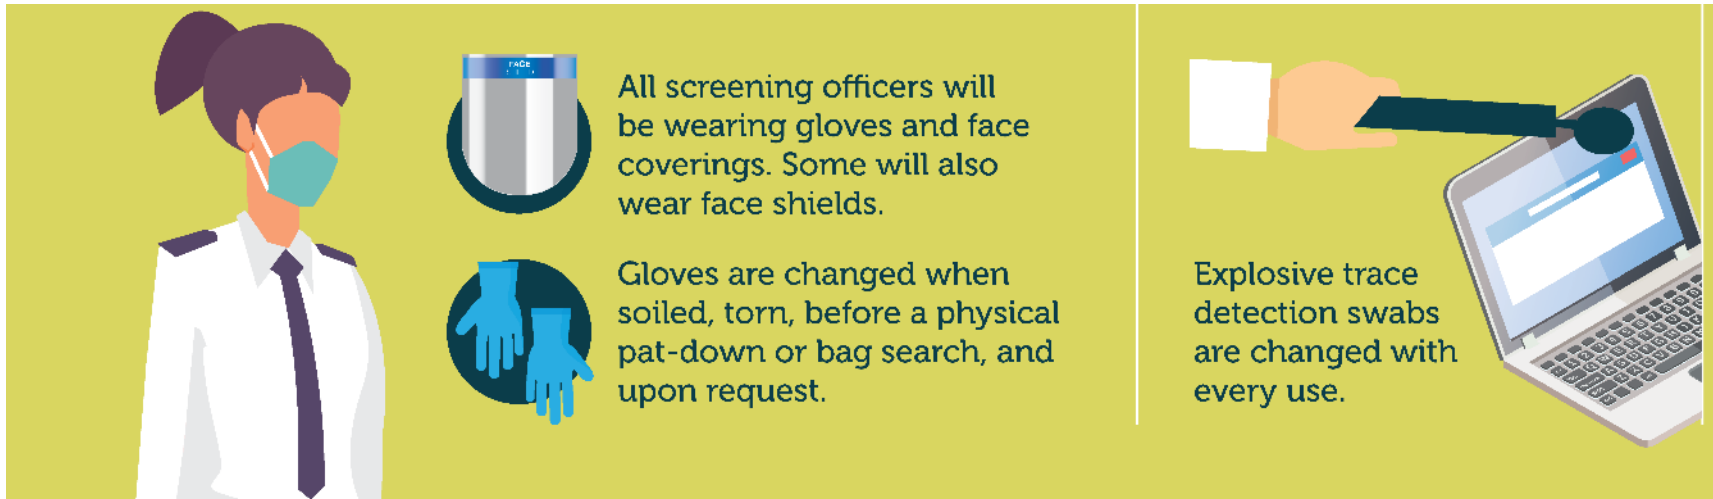 FACE
All screening officers will
be wearing gloves and face
coverings. Some will also
wear face shields.
Gloves are changed when
soiled, torn, before a physical
pat-down or bag search, and
upon request.
Explosive trace
detection swabs
are changed with
every use.